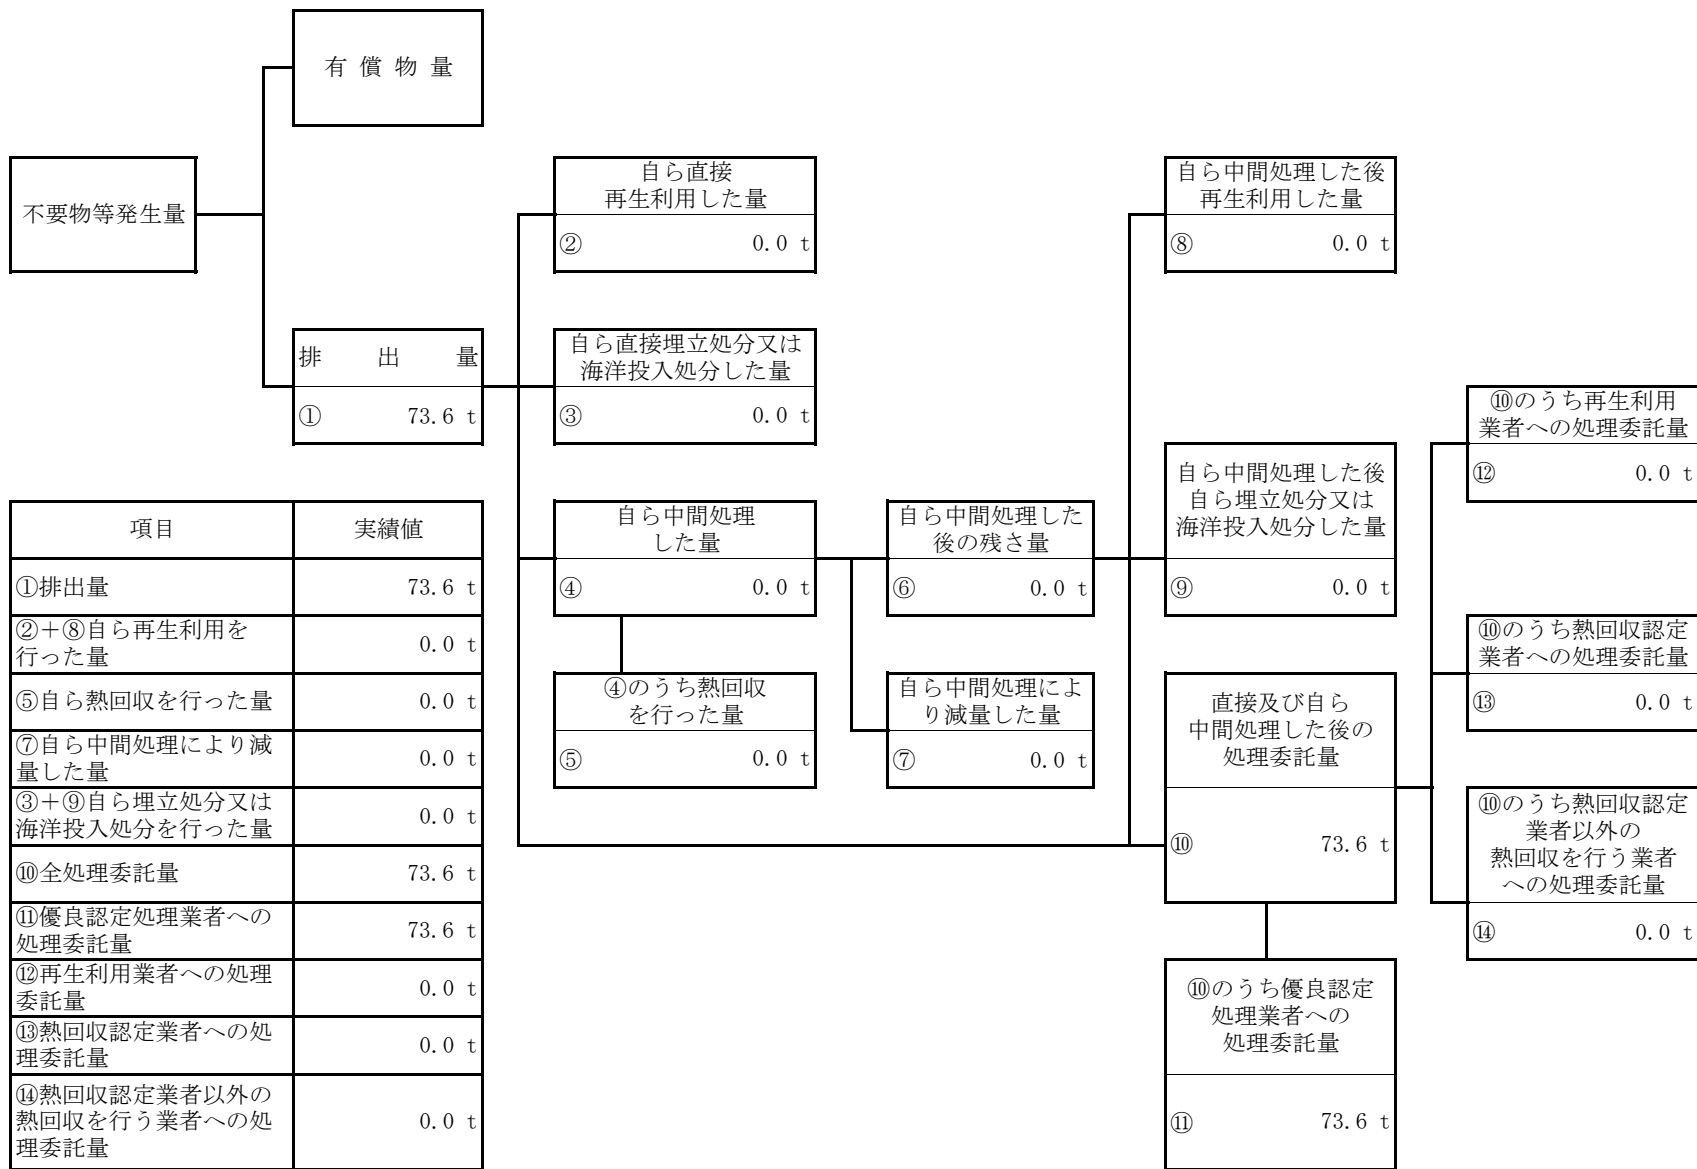 有償物量
不要物等発生量
自ら直接
再生利用した量
② 0.0 t
自ら中間処理した後
再生利用した量
⑧ 0.0 t
排出量
① 73.6 t
自ら直接埋立処分又は
海洋投入処分した量
③ 0.0 t
⑩のうち再生利用
業者への処理委託量
⑫ 0.0 t
自ら中間処理した後
自ら埋立処分又は
海洋投入処分した量
⑨ 0.0 t
自ら中間処理
した量
④ 0.0 t
自ら中間処理した
後の残さ量
⑥ 0.0 t
⑩のうち熱回収認定
業者への処理委託量
⑬ 0.0 t
④のうち熱回収
を行った量
⑤ 0.0 t
自ら中間処理によ
り減量した量
⑦ 0.0 t
直接及び自ら
中間処理した後の
処理委託量
⑩ 73.6 t
⑩のうち熱回収認定
業者以外の
熱回収を行う業者
への処理委託量
⑭ 0.0 t
⑩のうち優良認定
処理業者への
処理委託量
⑪ 73.6 t
項目 実績値
①排出量 73.6 t
②+⑧自ら再生利用を
行った量 0.0 t
⑤自ら熱回収を行った量 0.0 t
⑦自ら中間処理により減
量した量 0.0 t
③+⑨自ら埋立処分又は
海洋投入処分を行った量 0.0 t
⑩全処理委託量 73.6 t
⑪優良認定処理業者への
処理委託量 73.6 t
⑫再生利用業者への処理
委託量 0.0 t
⑬熱回収認定業者への処
理委託量 0.0 t
⑭熱回収認定業者以外の
熱回収を行う業者への処
理委託量 0.0 t